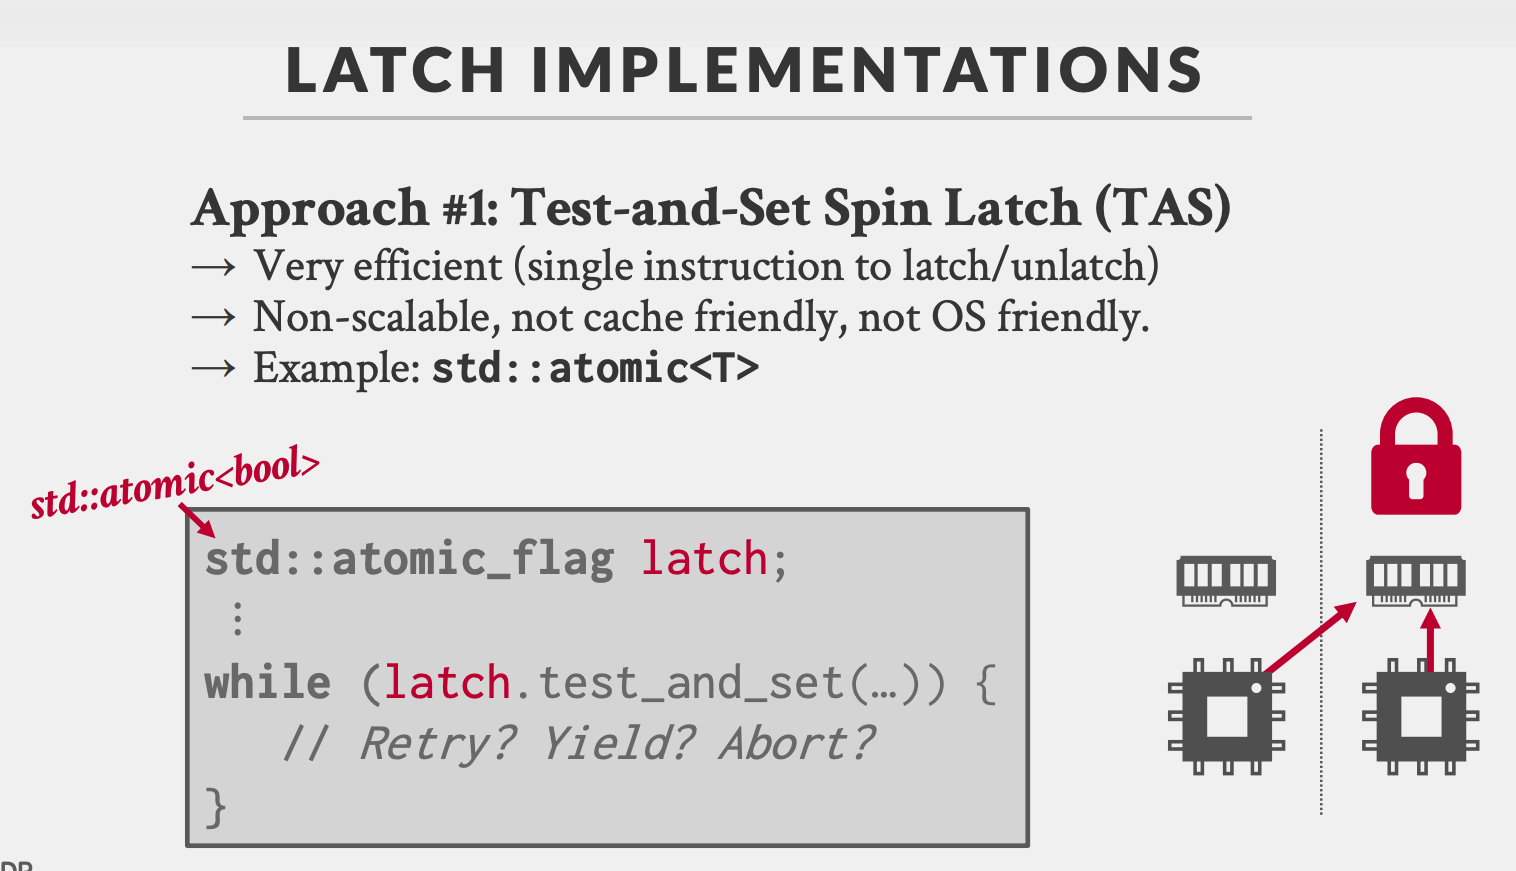 LATCH IMPLEMENTATIONS
Approach #1: Test-and-Set Spin Latch (TAS)
→ Very efficient (single instruction to latch/unlatch)
→ Non-scalable, not cache friendly, not OS friendly.
→ Example: std::atomic<T>
std::atomic<bool>
std::atomic_flag latch;
⋮
while (latch.test_and_set(…)) {
// Retry? Yield? Abort?
}